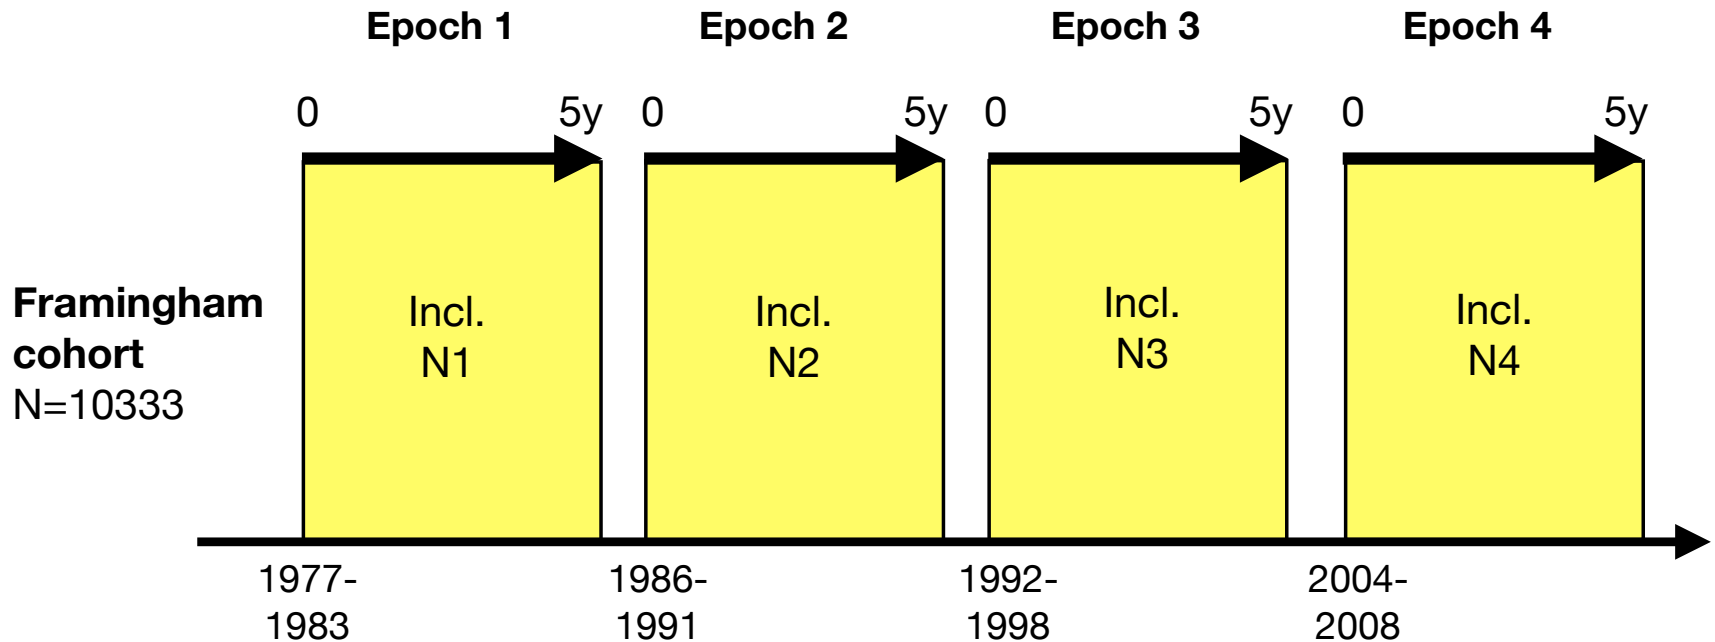 Epoch 1
Epoch 2
Epoch 3
Epoch 4
0
5y
0
5y
0
5y
0
5y
Framingham
cohort
N=10333
Incl.
N1
Incl.
N2
Incl.
N3
Incl.
N4
1977-
1983
1986-
1991
1992-
1998
2004-
2008